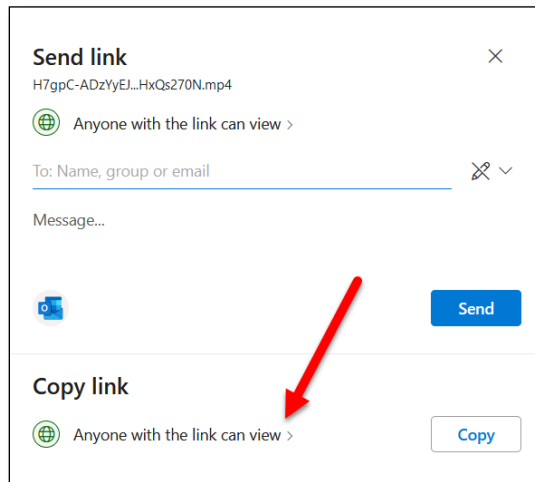 Send link
H7gpC-ADzYyEJ...HxQs270N.mp4
Anyone with the link can view >
To: Name, group or email
Message...
Send
Copy link
Anyone with the link can view >
Copy